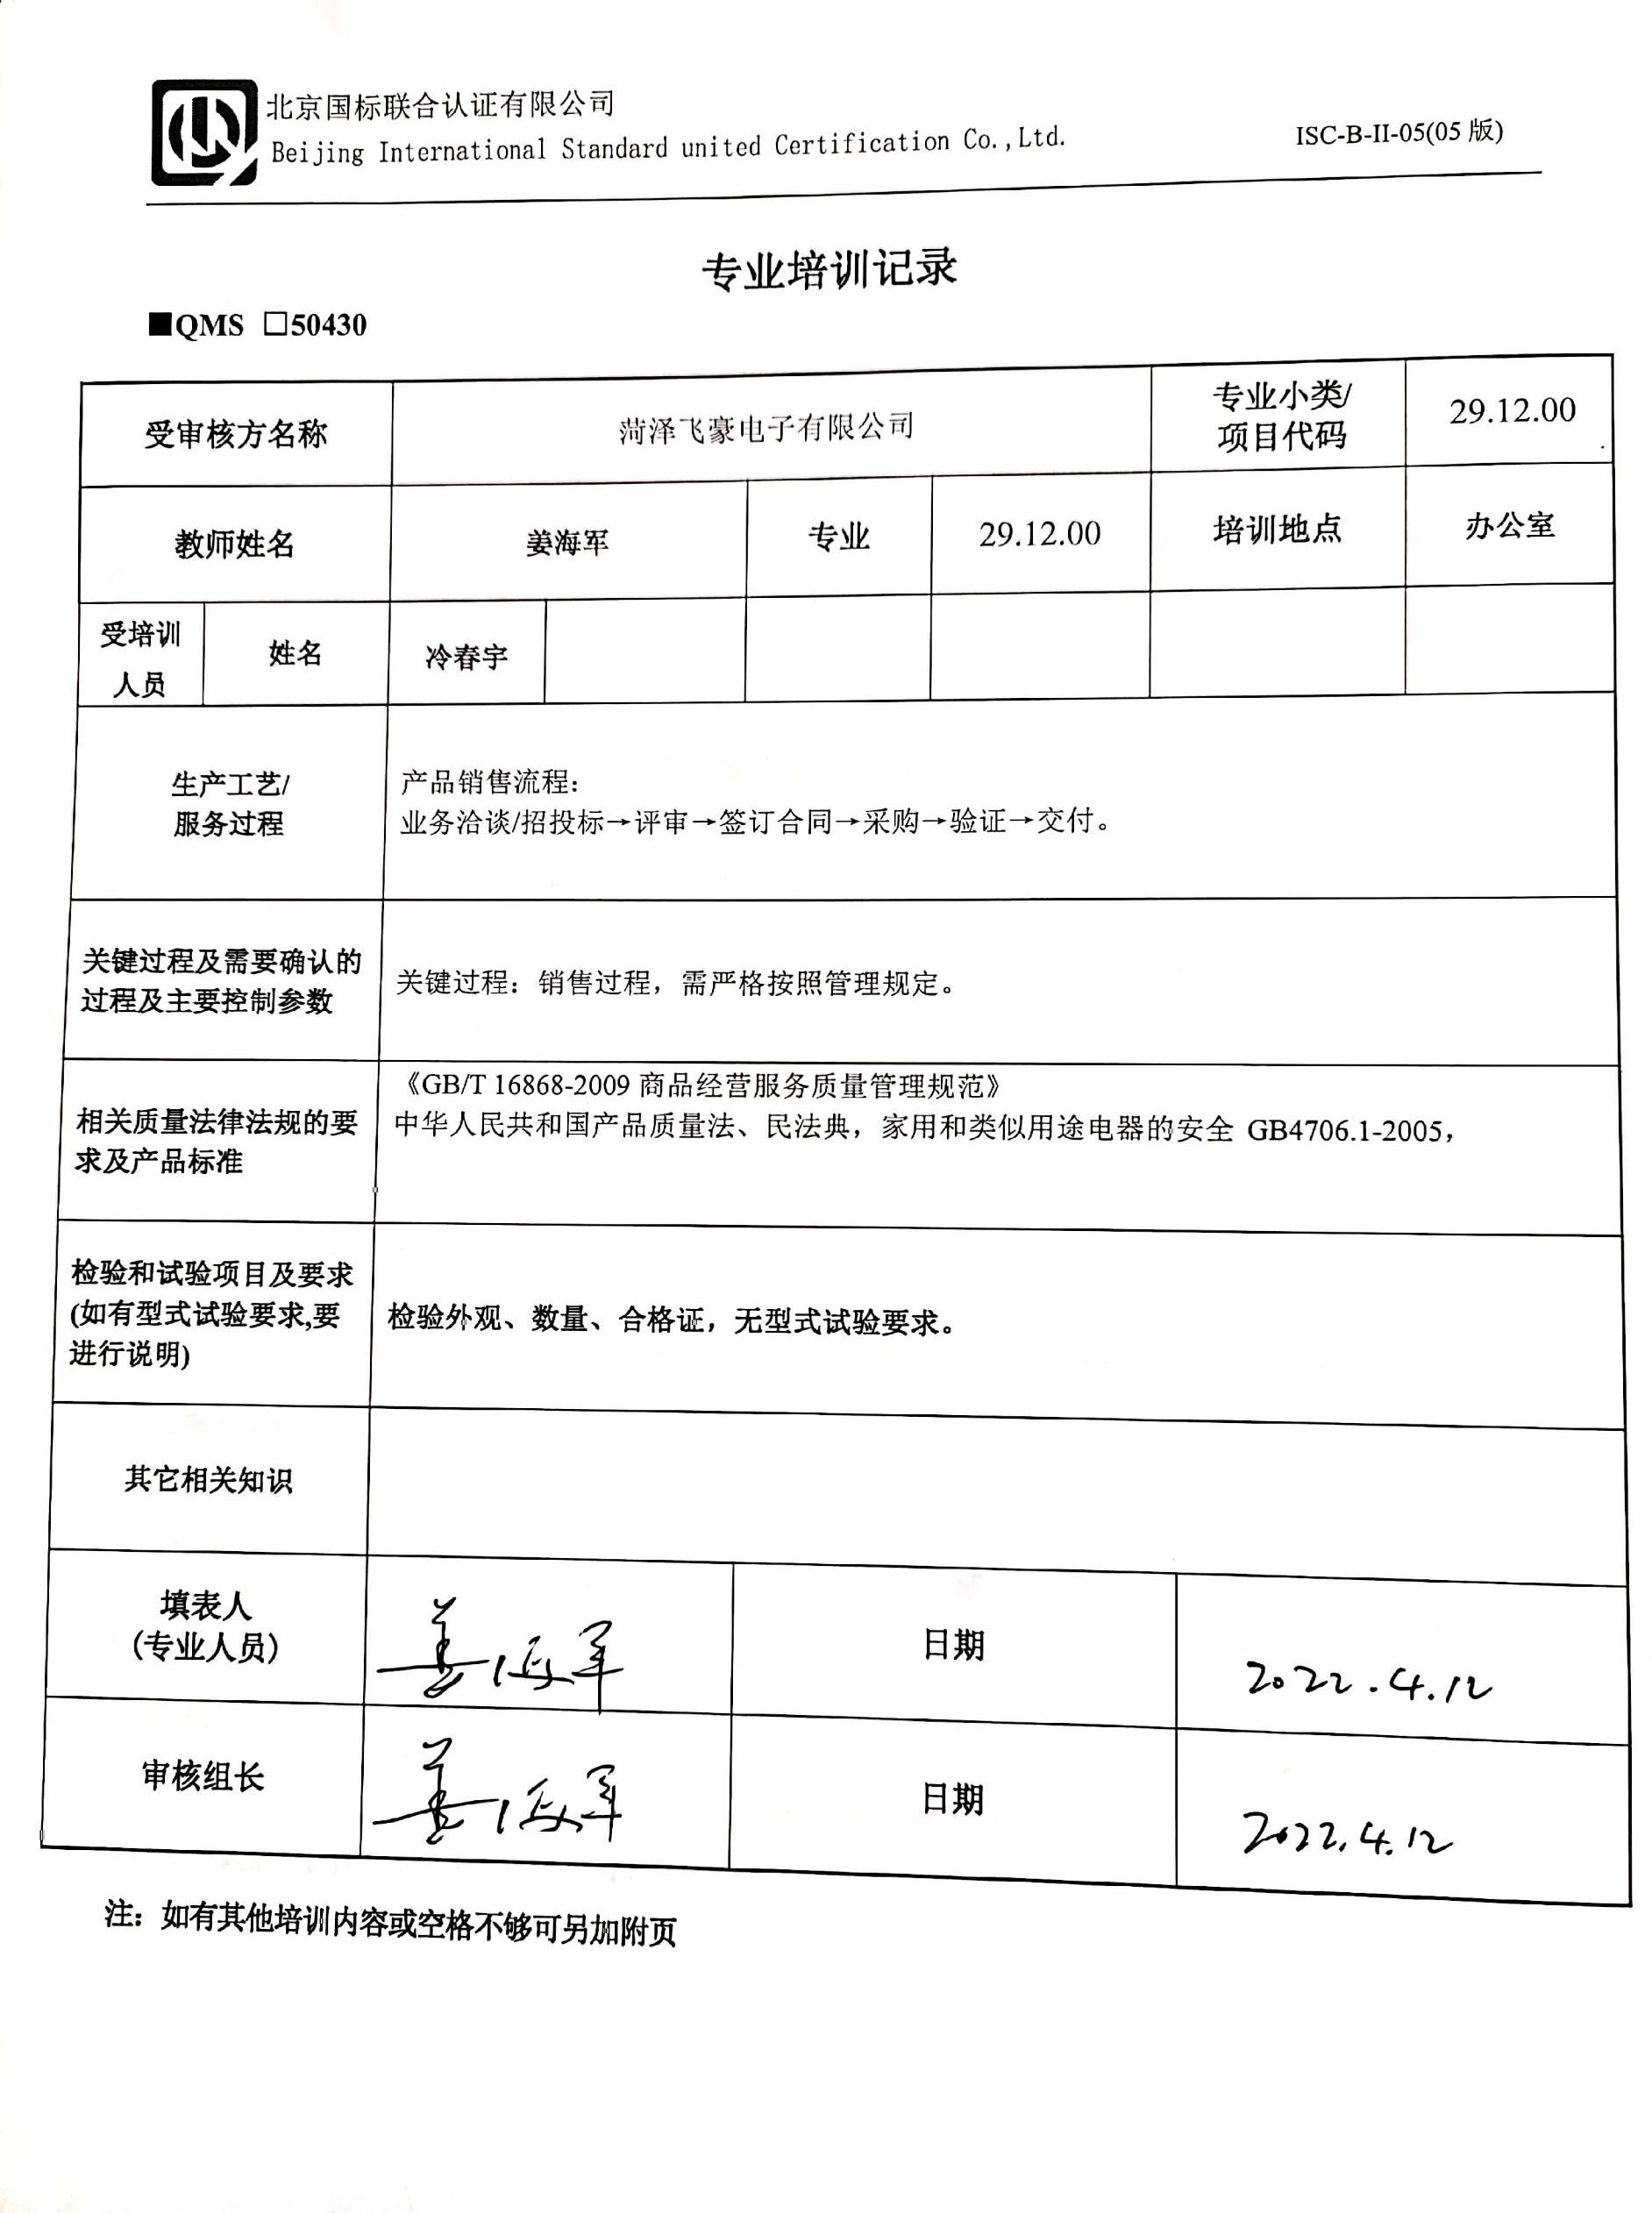 北京国标联合认证有限公司
Beijing International Standard united Certification Co.,Ltd.
ISC-B-II-05(05 版)
专业培训记录
■QMS □50430
受审核方名称 菏泽飞豪电子有限公司 专业小类/
项目代码 29.12.00
教师姓名 姜海军 专业 29.12.00 培训地点 办公室
受培训
人员 姓名 冷春宇
生产工艺/
服务过程
产品销售流程：
业务洽谈/招投标→评审→签订合同→采购→验证→交付。
关键过程及需要确认的
过程及主要控制参数
关键过程：销售过程，需严格按照管理规定。
相关质量法律法规的要
求及产品标准
《GB/T 16868-2009 商品经营服务质量管理规范》
中华人民共和国产品质量法、民法典，家用和类似用途电器的安全 GB4706.1-2005，
检验和试验项目及要求
(如有型式试验要求,要
进行说明)
检验外观、数量、合格证，无型式试验要求。
其它相关知识
填表人
（专业人员） 姜海军 日期 2022.4.12
审核组长 姜海军 日期 2022.4.12
注：如有其他培训内容或空格不够可另加附页